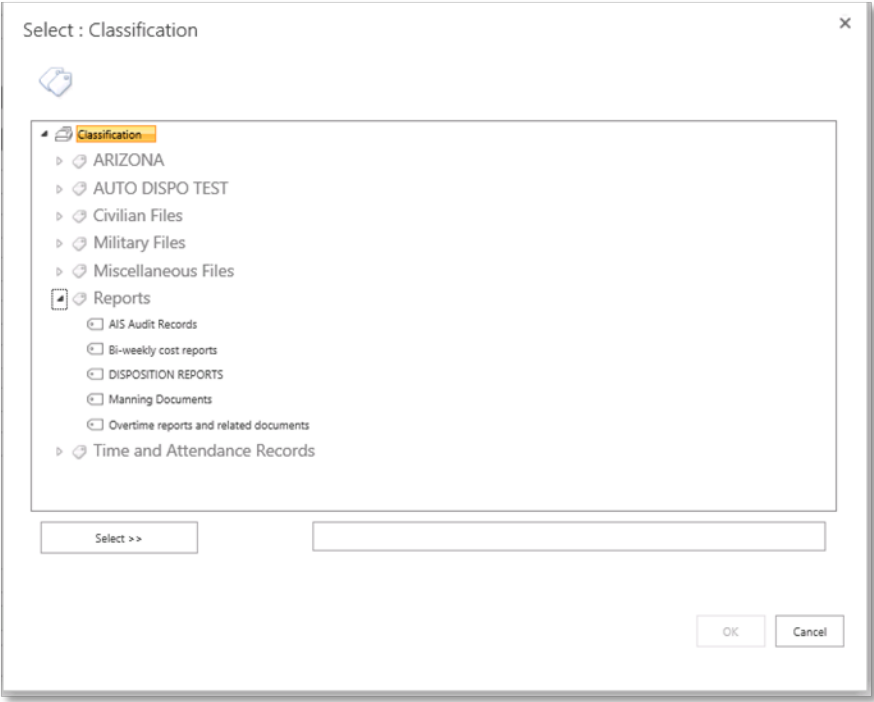 Select : Classification
Classification
ARIZONA
AUTO DISPO TEST
Civilian Files
Military Files
Miscellaneous Files
Reports
AIS Audit Records
Bi-weekly cost reports
DISPOSITION REPORTS
Manning Documents
Overtime reports and related documents
Time and Attendance Records
Select >>
OK Cancel